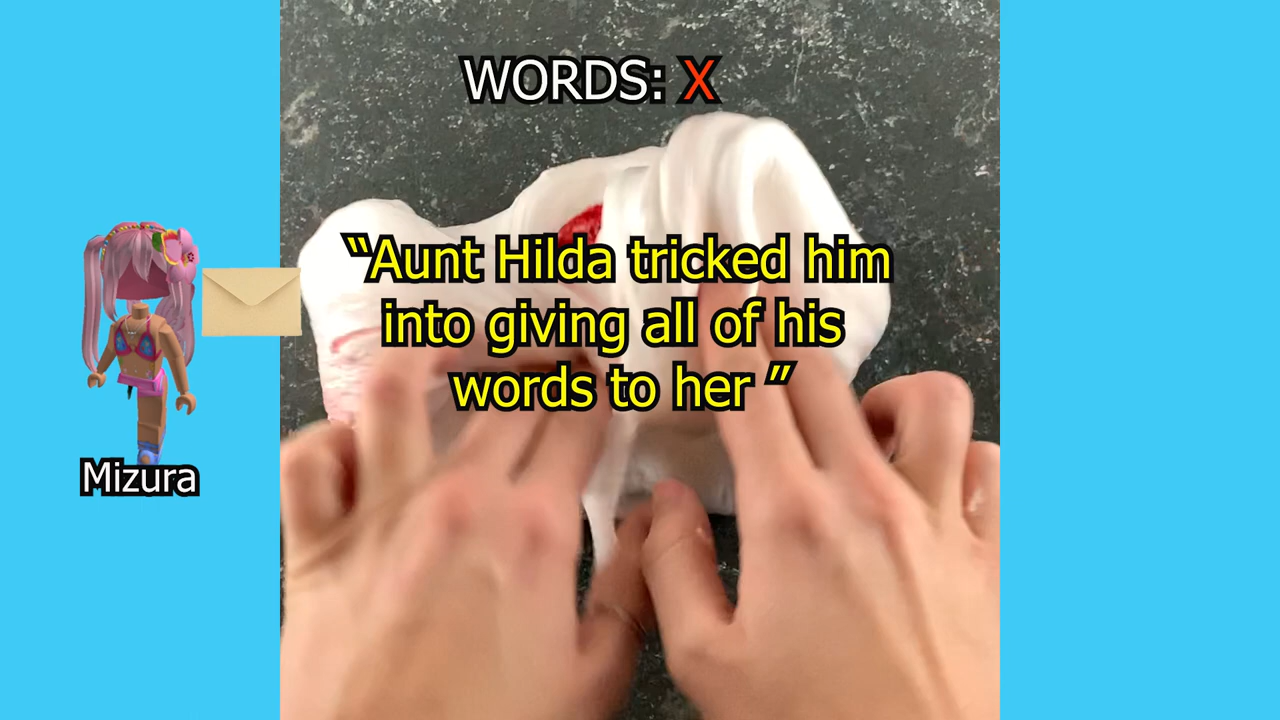 WORDS: X
“Aunt Hilda tricked him
into giving all of his
words to her ”
Mizura